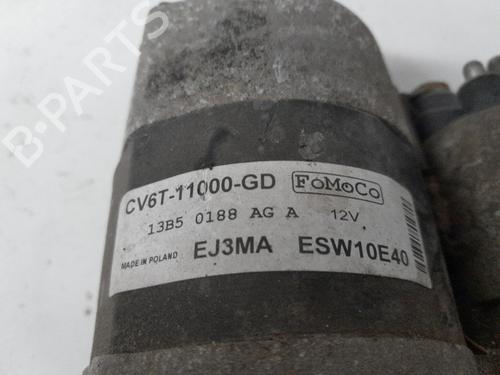 B-PARTS
CV6T-11000-GD FoMoCo
13B5 0188 AG A 12V
MADE IN POLAND EJ3MA ESW10E40